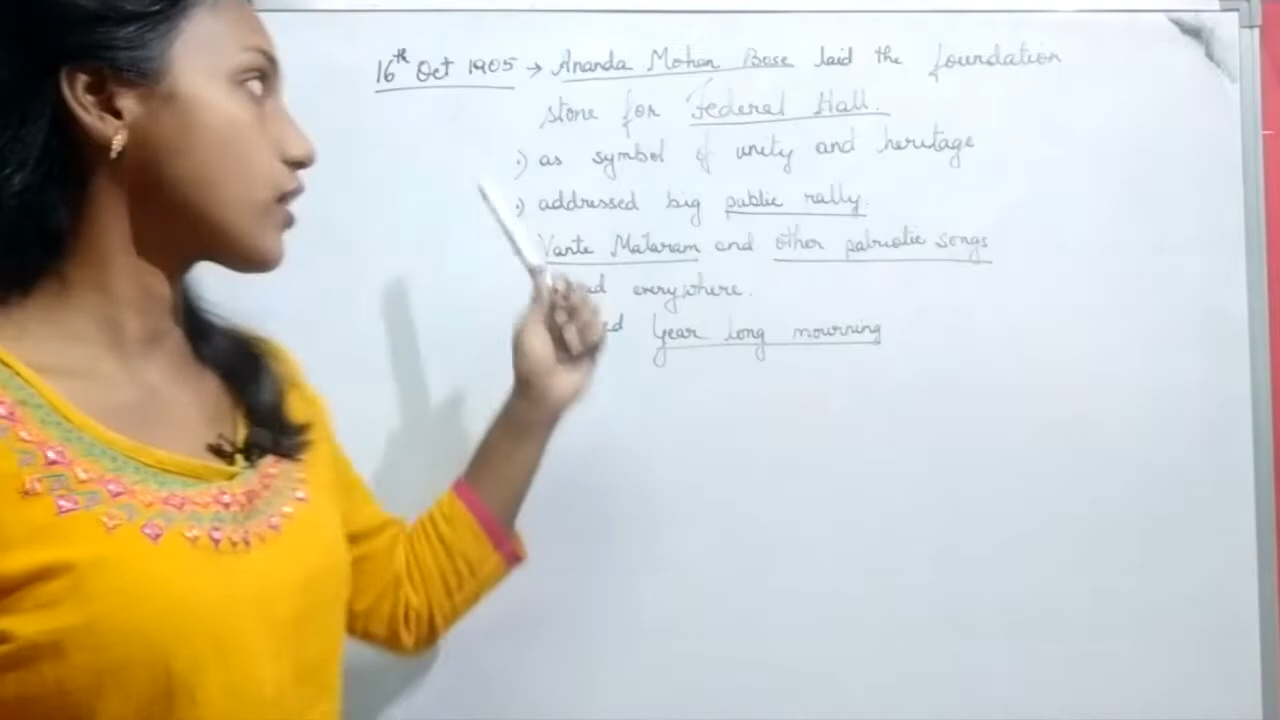 16th Oct 1905 → Ananda Mohan Bose laid the foundation
stone for Federal Hall.
.) as symbol of unity and heritage
.) addressed big public rally.
Vante Mataram and other patriotic songs
everywhere.
Year long mourning